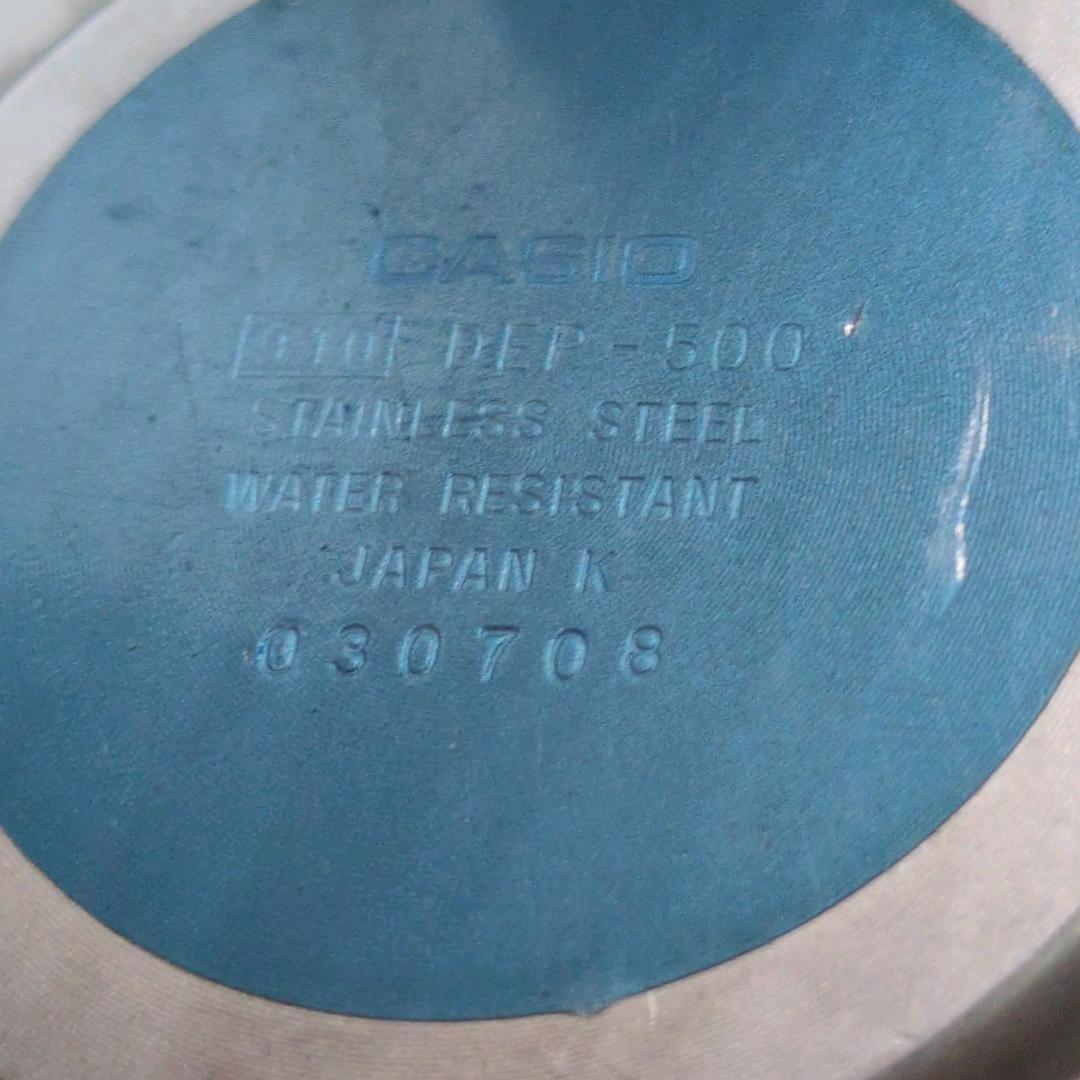 CASIO
910 DEP-500
STAINLESS STEEL
WATER RESISTANT
JAPAN K
030708